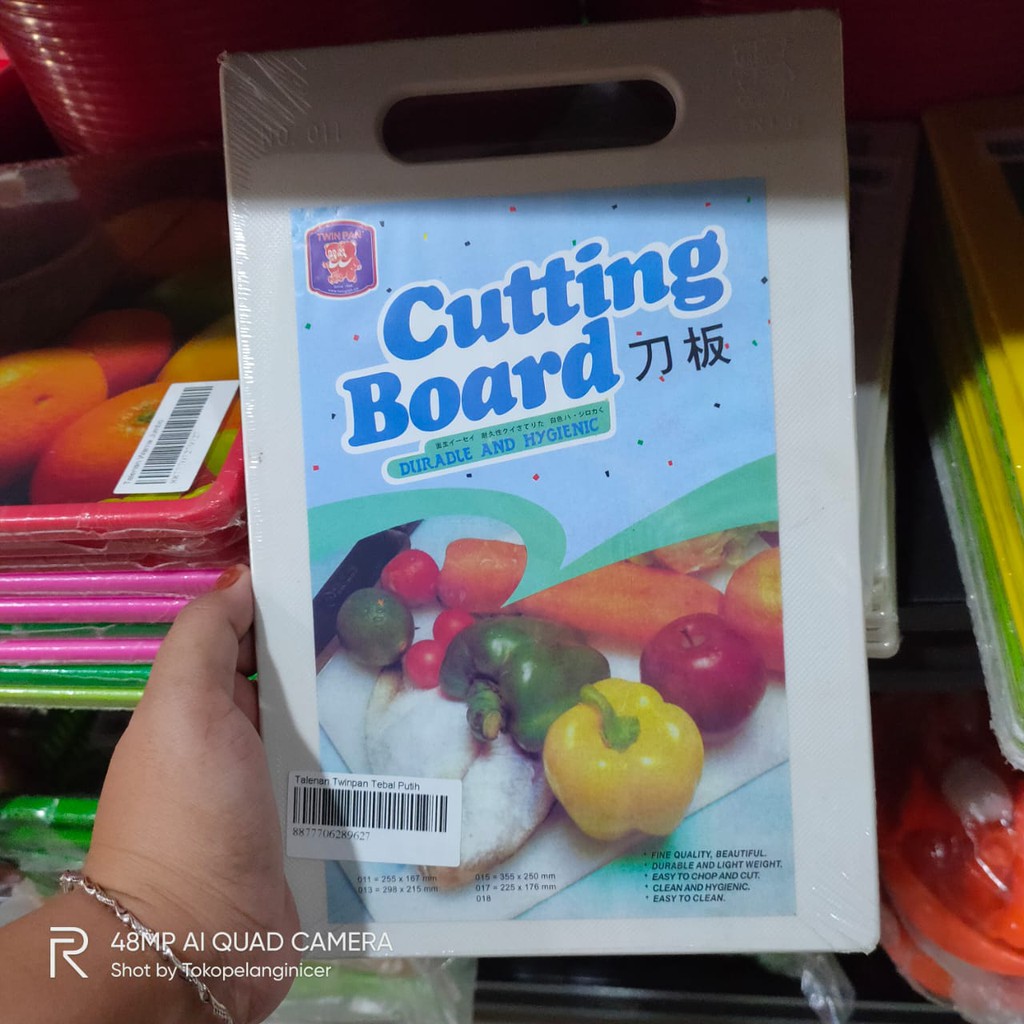 NO. 011
TWIN PAN
Cutting
Board 刀板
DURABLE AND HYGIENIC
Talenan Twinpan Tebal Putih
8877706289627
011 = 255 x 167 mm
013 = 298 x 215 mm
015 = 355 x 250 mm
017 = 225 x 176 mm
018
* FINE QUALITY, BEAUTIFUL.
* DURABLE AND LIGHT WEIGHT.
* EASY TO CHOP AND CUT.
* CLEAN AND HYGIENIC.
* EASY TO CLEAN.
R
48MP AI QUAD CAMERA
Shot by Tokopelanginicer